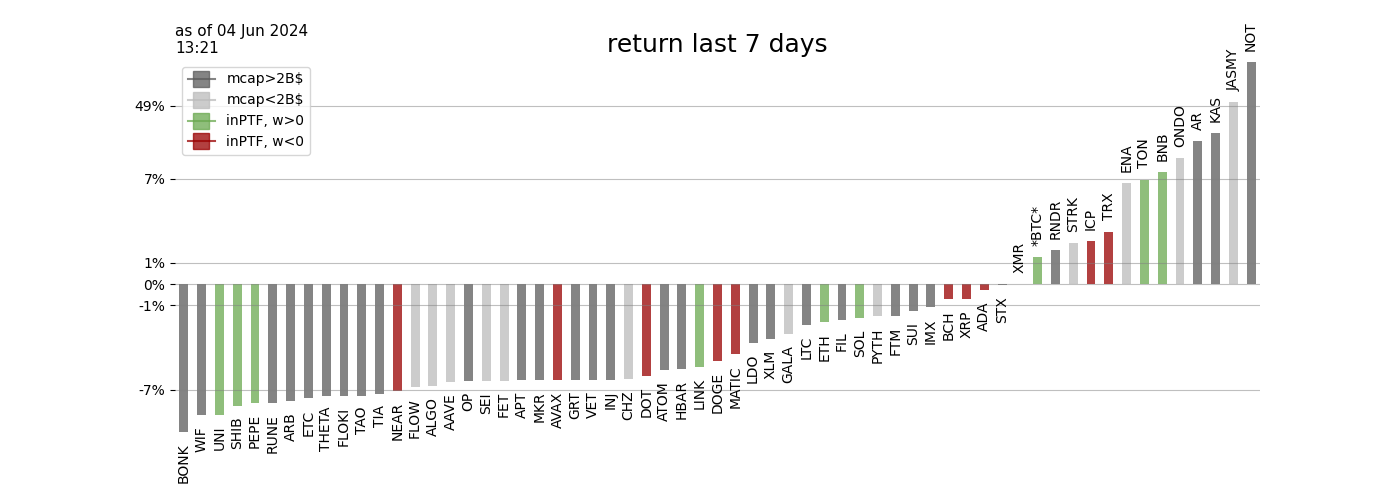 as of 04 Jun 2024
13:21
return last 7 days
mcap>2B$
mcap<2B$
inPTF, w>0
inPTF, w<0
49%
7%
1%
0%
-1%
-7%
BONK
WIF
UNI
SHIB
PEPE
RUNE
ARB
ETC
THETA
FLOKI
TAO
TIA
NEAR
FLOW
ALGO
AAVE
OP
SEI
FET
APT
MKR
AVAX
GRT
VET
INJ
CHZ
DOT
ATOM
HBAR
LINK
DOGE
MATIC
LDO
XLM
GALA
LTC
ETH
FIL
SOL
PYTH
FTM
SUI
IMX
BCH
XRP
ADA
STX
XMR
*BTC*
RNDR
STRK
ICP
TRX
ENA
TON
BNB
ONDO
AR
KAS
JASMY
NOT